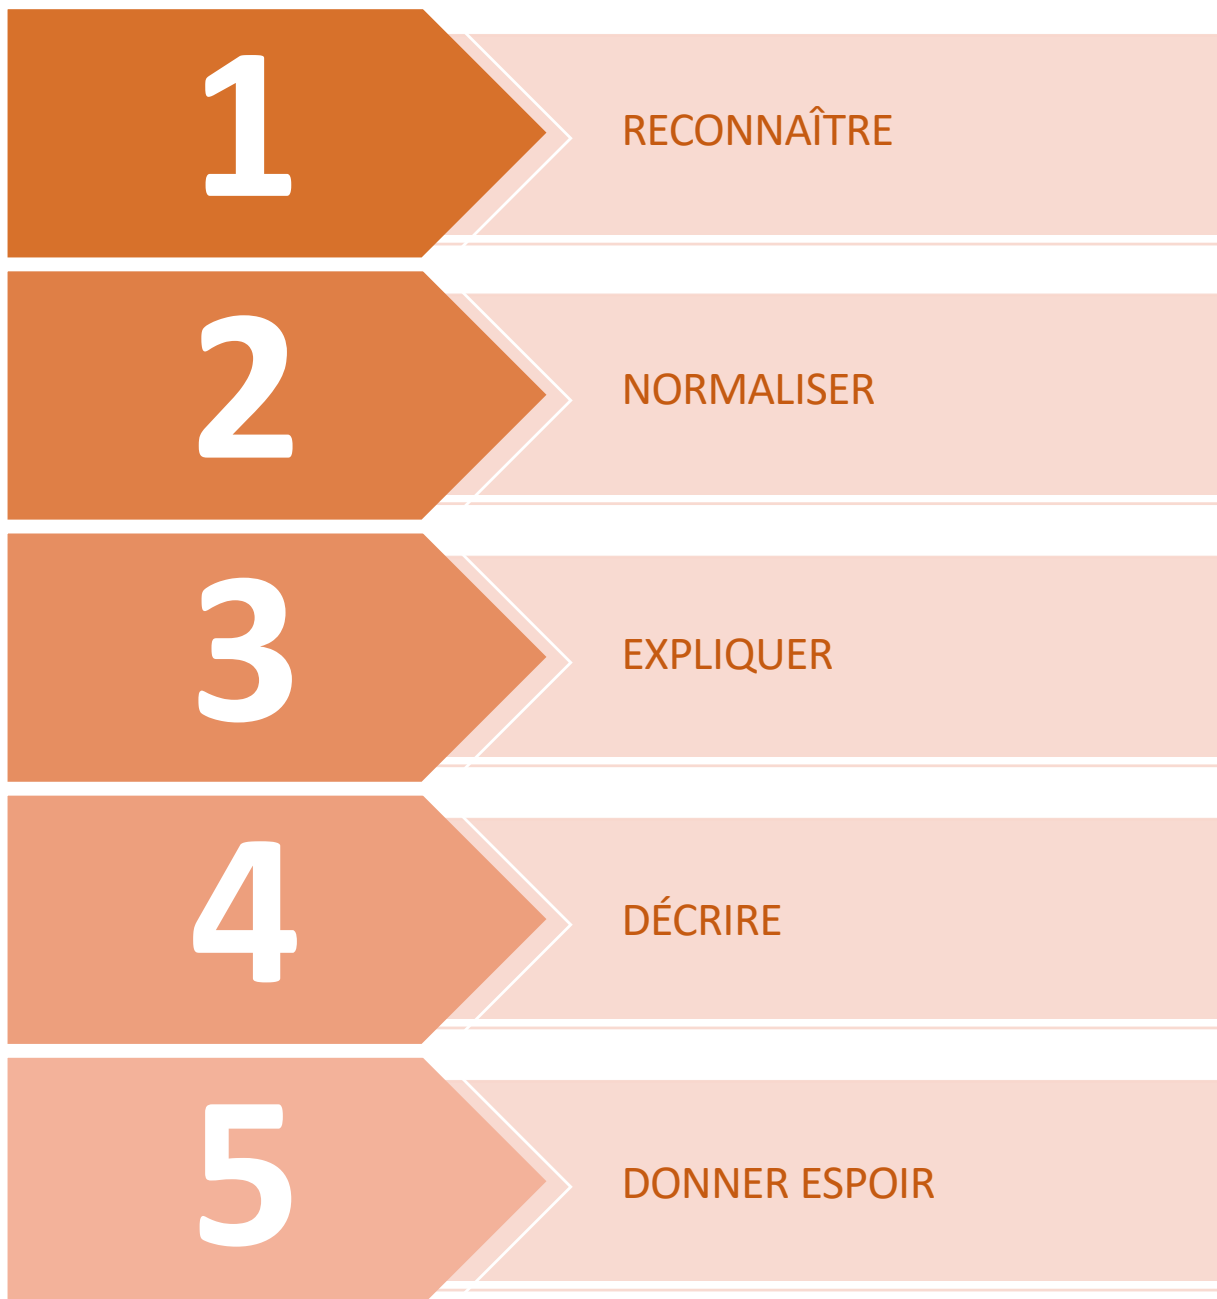 1
RECONNAÎTRE
2
NORMALISER
3
EXPLIQUER
4
DÉCRIRE
5
DONNER ESPOIR